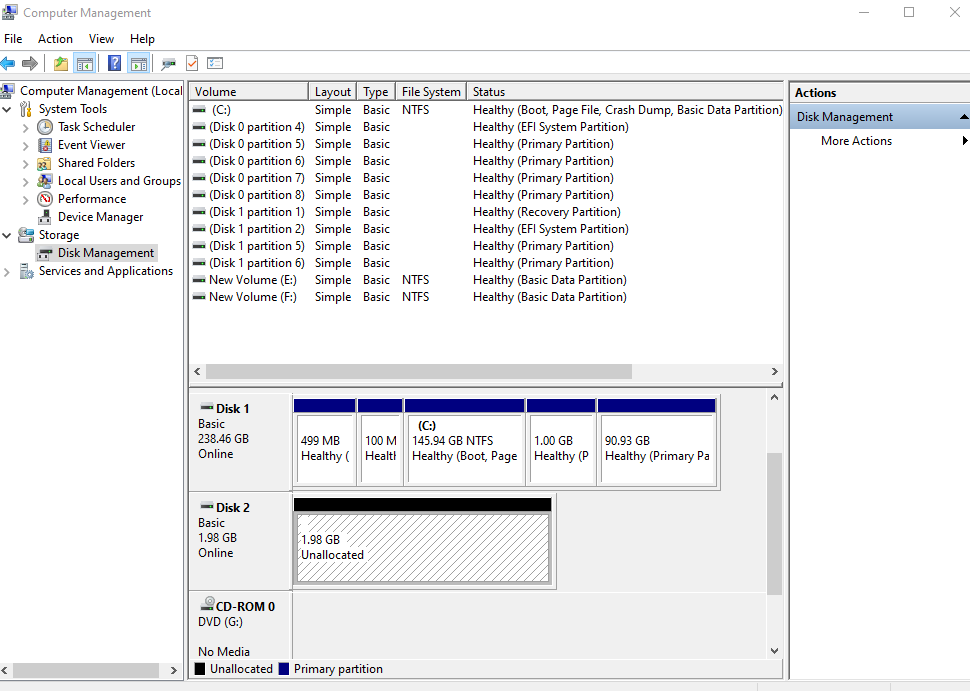 Computer Management
File Action View Help
Computer Management (Local
System Tools
Task Scheduler
Event Viewer
Shared Folders
Local Users and Groups
Performance
Device Manager
Storage
Disk Management
Services and Applications
Volume Layout Type File System Status
(C:) Simple Basic NTFS Healthy (Boot, Page File, Crash Dump, Basic Data Partition)
(Disk 0 partition 4) Simple Basic Healthy (EFI System Partition)
(Disk 0 partition 5) Simple Basic Healthy (Primary Partition)
(Disk 0 partition 6) Simple Basic Healthy (Primary Partition)
(Disk 0 partition 7) Simple Basic Healthy (Primary Partition)
(Disk 0 partition 8) Simple Basic Healthy (Primary Partition)
(Disk 1 partition 1) Simple Basic Healthy (Recovery Partition)
(Disk 1 partition 2) Simple Basic Healthy (EFI System Partition)
(Disk 1 partition 5) Simple Basic Healthy (Primary Partition)
(Disk 1 partition 6) Simple Basic Healthy (Primary Partition)
New Volume (E:) Simple Basic NTFS Healthy (Basic Data Partition)
New Volume (F:) Simple Basic NTFS Healthy (Basic Data Partition)
Disk 1
Basic
238.46 GB
Online
499 MB
Healthy (
100 M
Healt
(C:)
145.94 GB NTFS
Healthy (Boot, Page
1.00 GB
Healthy (P
90.93 GB
Healthy (Primary Pa
Disk 2
Basic
1.98 GB
Online
1.98 GB
Unallocated
CD-ROM 0
DVD (G:)
No Media
Unallocated Primary partition
Actions
Disk Management
More Actions